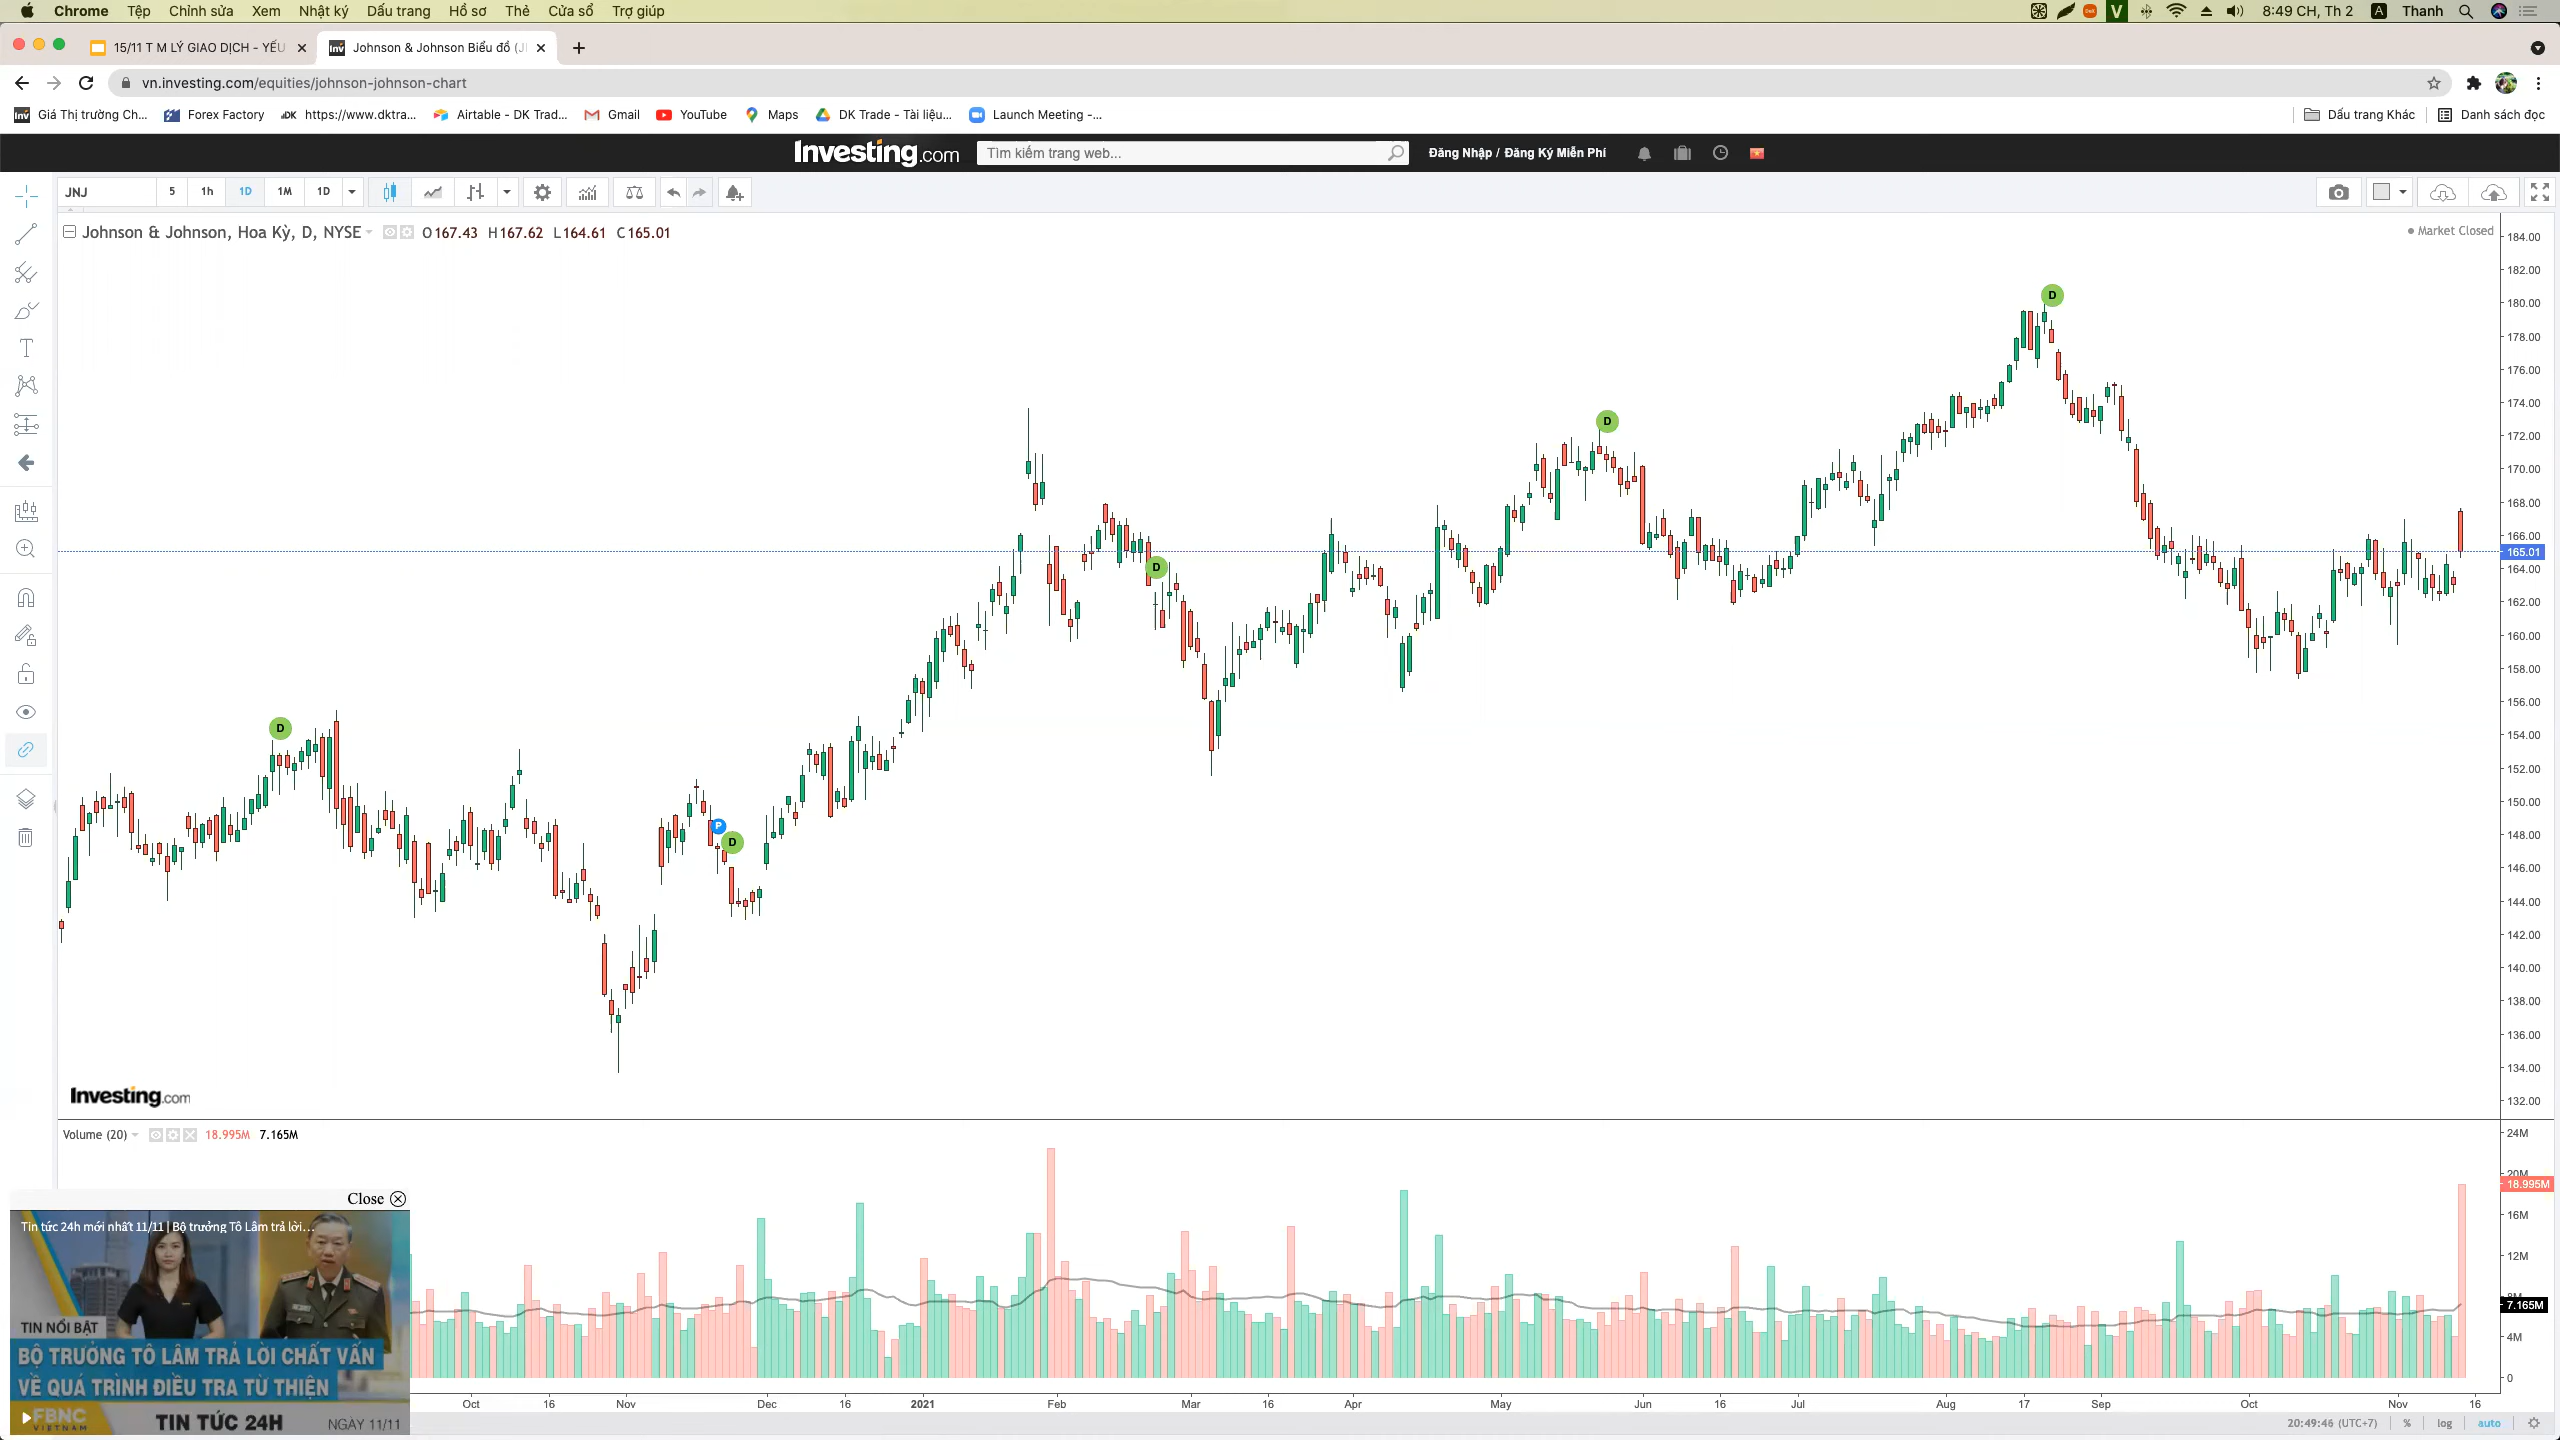 Chrome Tệp Chỉnh sửa Xem Nhật ký Dấu trang Hồ sơ Thẻ Cửa sổ Trợ giúp V 8:49 CH, Th 2 A Thanh
15/11 T M LÝ GIAO DỊCH - YẾU Inv Johnson & Johnson Biểu đồ (J
vn.investing.com/equities/johnson-johnson-chart
Inv Giá Thị trường Ch... Forex Factory DK https://www.dktra... Airtable - DK Trad... Gmail YouTube Maps DK Trade - Tài liệu... Launch Meeting -... Dấu trang Khác Danh sách đọc
Investing.com Tìm kiếm trang web... Đăng Nhập / Đăng Ký Miễn Phí
JNJ 5 1h 1D 1M 1D
Johnson & Johnson, Hoa Kỳ, D, NYSE O167.43 H167.62 L164.61 C165.01 Market Closed
184.00
182.00
180.00
178.00
176.00
174.00
172.00
170.00
168.00
166.00
165.01
164.00
162.00
160.00
158.00
156.00
154.00
152.00
150.00
148.00
146.00
144.00
142.00
140.00
138.00
136.00
134.00
132.00
D
D
D
D
P
D
T
Investing.com
Volume (20) 18.995M 7.165M
24M
20M
18.995M
16M
12M
8M
7.165M
4M
0
Close
Tin tức 24h mới nhất 11/11 | Bộ trưởng Tô Lâm trả lời...
TIN NỔI BẬT
BỘ TRƯỞNG TÔ LÂM TRẢ LỜI CHẤT VẤN
VỀ QUÁ TRÌNH ĐIỀU TRA TỪ THIỆN
FBNC
VIETNAM
TIN TỨC 24H NGÀY 11/11
Oct 16 Nov Dec 16 2021 Feb Mar 16 Apr May Jun 16 Jul Aug 17 Sep Oct Nov 16
20:49:46 (UTC+7) % log auto